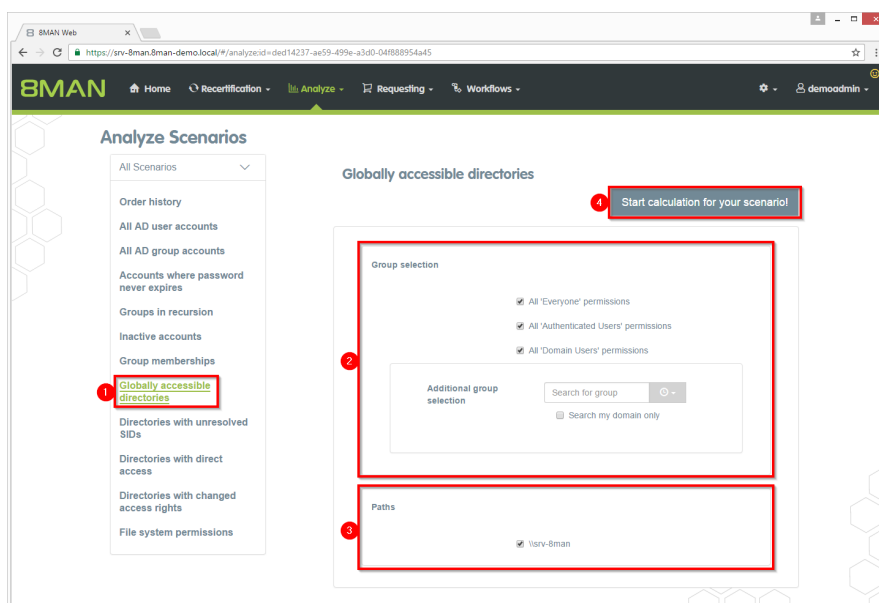 8MAN Web
https://srv-8man.8man-demo.local/#/analyze:id=ded14237-ae59-499e-a3d0-04f888954a45
8MAN Home Recertification Analyze Requesting Workflows demoadmin
Analyze Scenarios
All Scenarios
Globally accessible directories
4 Start calculation for your scenario!
Order history
All AD user accounts
All AD group accounts
Accounts where password
never expires
Groups in recursion
Inactive accounts
Group memberships
1 Globally accessible
directories
Directories with unresolved
SIDs
Directories with direct
access
Directories with changed
access rights
File system permissions
Group selection
All 'Everyone' permissions
All 'Authenticated Users' permissions
All 'Domain Users' permissions
2
Additional group
selection
Search for group
Search my domain only
Paths
3
\\srv-8man